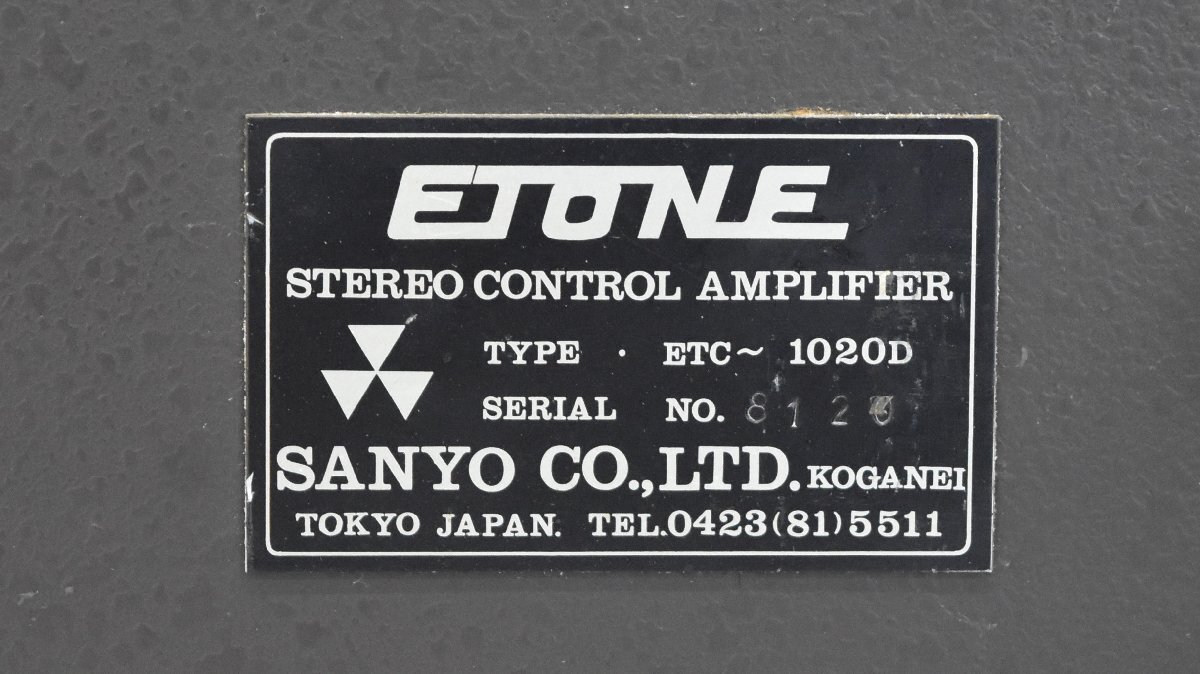 ETONE
STEREO CONTROL AMPLIFIER
TYPE · ETC~ 1020D
SERIAL NO.
SANYO CO.,LTD. KOGANEI
TOKYO JAPAN. TEL.0423(81)5511